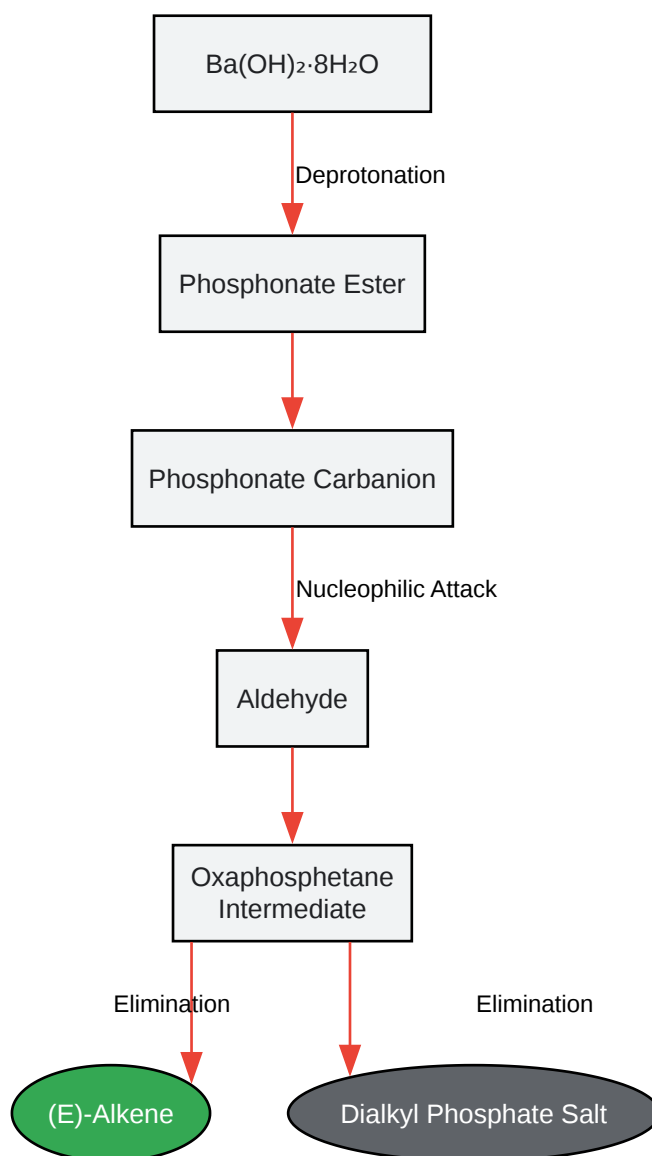 Ba(OH)₂·8H₂O
Deprotonation
Phosphonate Ester
Phosphonate Carbanion
Nucleophilic Attack
Aldehyde
Oxaphosphetane
Intermediate
Elimination
Elimination
(E)-Alkene
Dialkyl Phosphate Salt